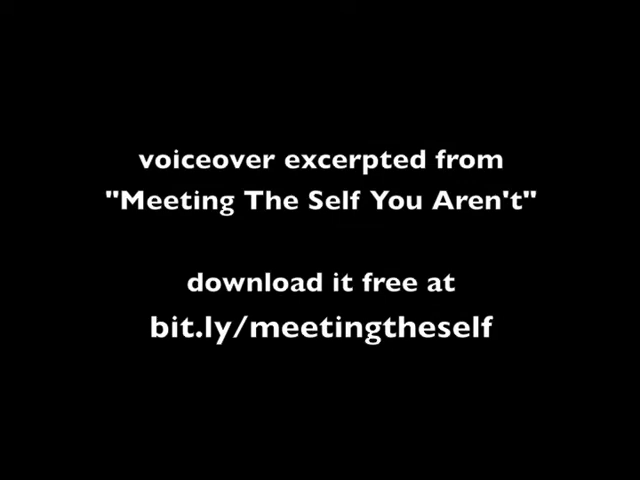 voiceover excerpted from
"Meeting The Self You Aren't"
download it free at
bit.ly/meetingtheself